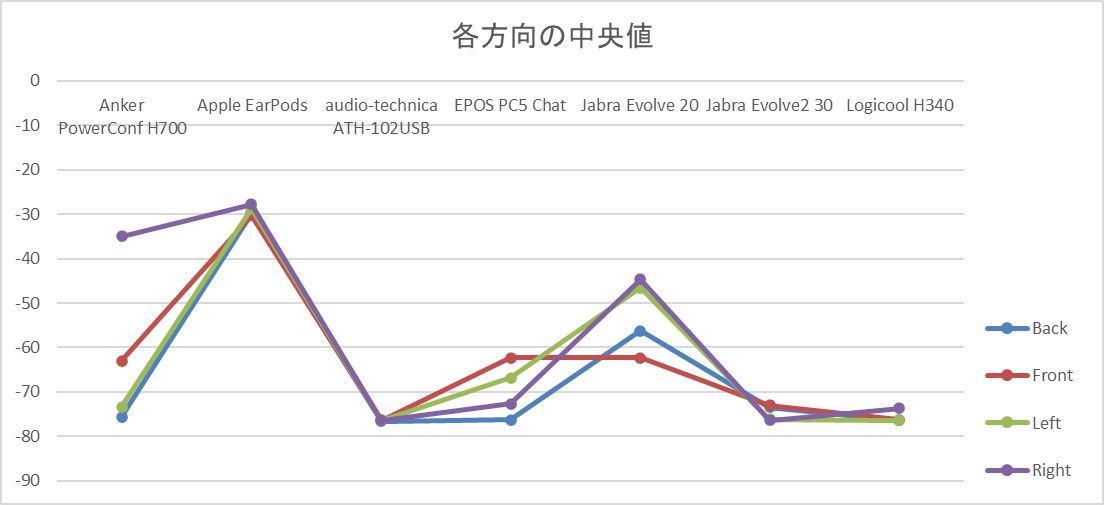 各方向の中央値
-0
Anker Apple EarPods audio-technica EPOS PC5 Chat Jabra Evolve 20 Jabra Evolve2 30 Logicool H340
-10
PowerConf H700 ATH-102USB
-20
-30
-40
-50
-60
-70
-80
-90
Back
Front
Left
Right